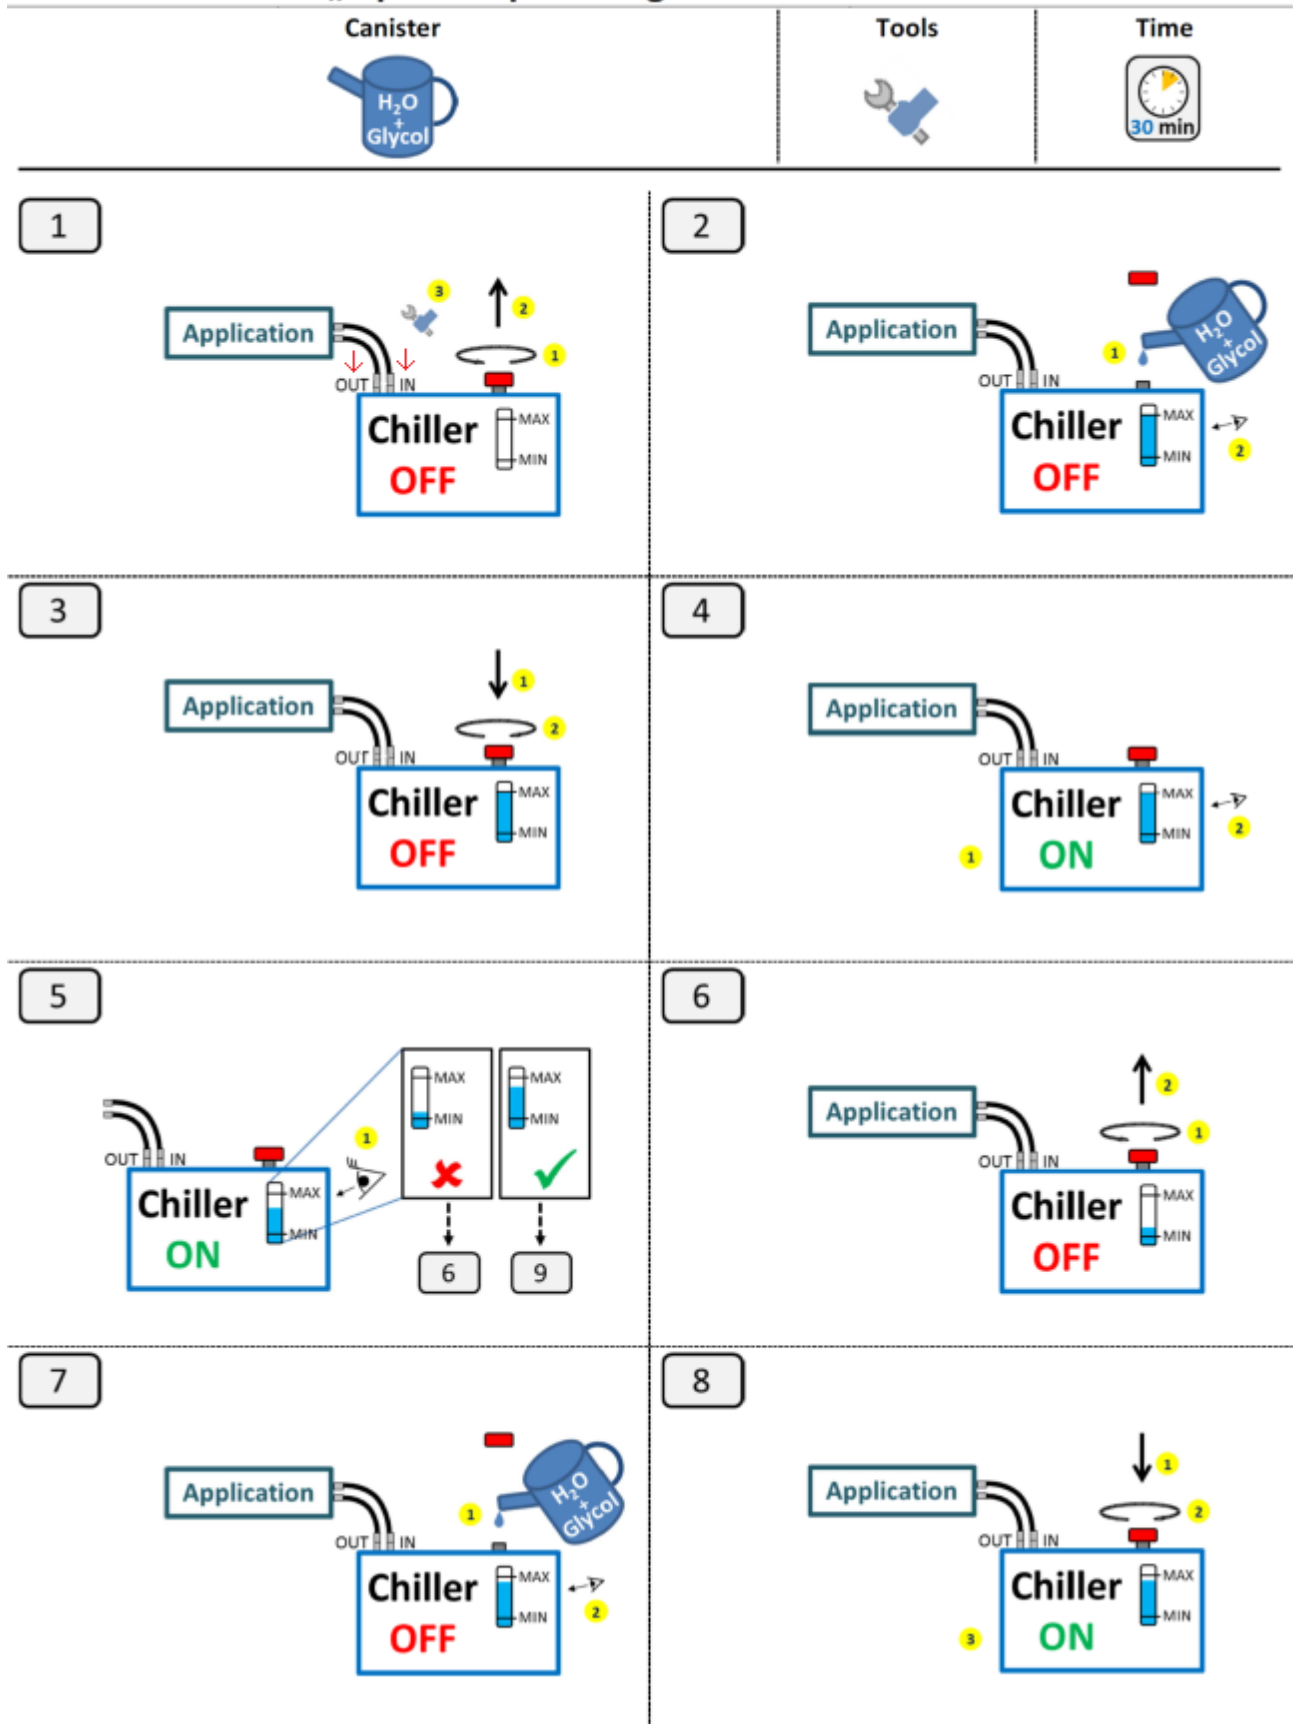 Canister
Tools
Time
H₂O
+
Glycol
30 min
1
Application
3
2
1
OUT
IN
Chiller
OFF
MAX
MIN
2
Application
1
H₂O
+
Glycol
OUT
IN
Chiller
OFF
MAX
MIN
2
3
Application
1
2
OUT
IN
Chiller
OFF
MAX
MIN
4
Application
OUT
IN
Chiller
ON
MAX
MIN
2
1
5
OUT
IN
Chiller
ON
MAX
MIN
1
MAX
MIN
MAX
MIN
6
9
6
Application
2
1
OUT
IN
Chiller
OFF
MAX
MIN
7
Application
1
H₂O
+
Glycol
OUT
IN
Chiller
OFF
MAX
MIN
2
8
Application
1
2
OUT
IN
Chiller
ON
MAX
MIN
3